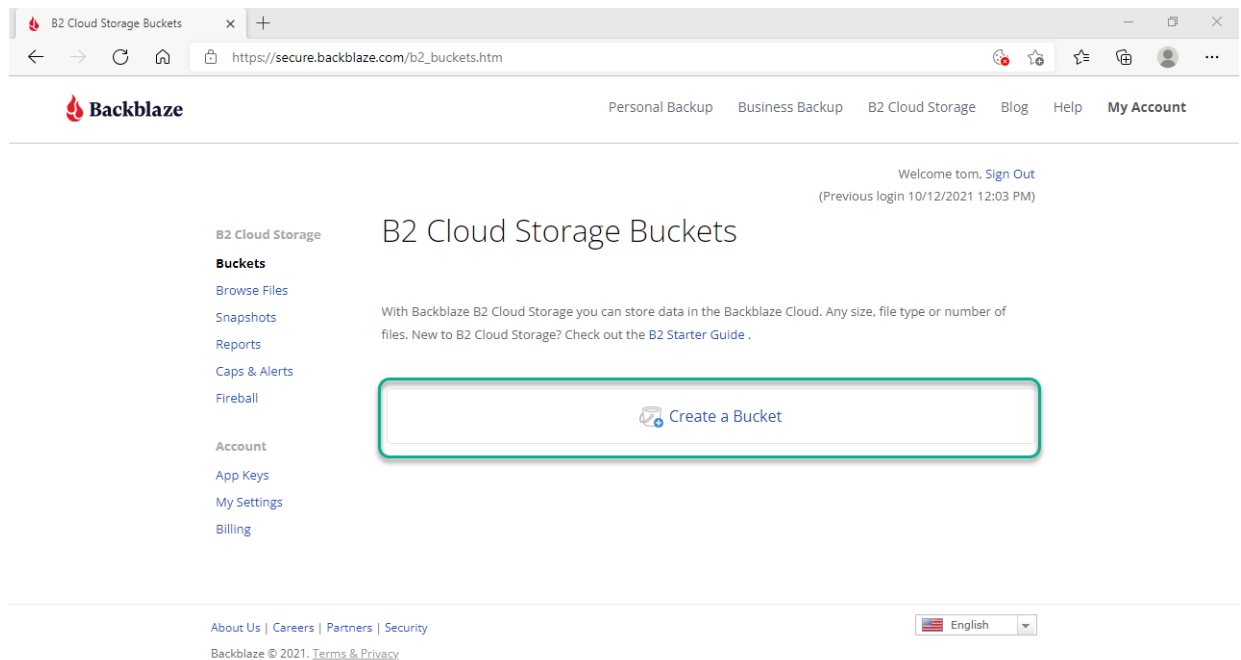 B2 Cloud Storage Buckets
https://secure.backblaze.com/b2_buckets.htm
Backblaze
Personal Backup Business Backup B2 Cloud Storage Blog Help My Account
Welcome tom, Sign Out
(Previous login 10/12/2021 12:03 PM)
B2 Cloud Storage
Buckets
Browse Files
Snapshots
Reports
Caps & Alerts
Fireball
Account
App Keys
My Settings
Billing
B2 Cloud Storage Buckets
With Backblaze B2 Cloud Storage you can store data in the Backblaze Cloud. Any size, file type or number of
files. New to B2 Cloud Storage? Check out the B2 Starter Guide .
Create a Bucket
About Us | Careers | Partners | Security
English
Backblaze © 2021. Terms & Privacy